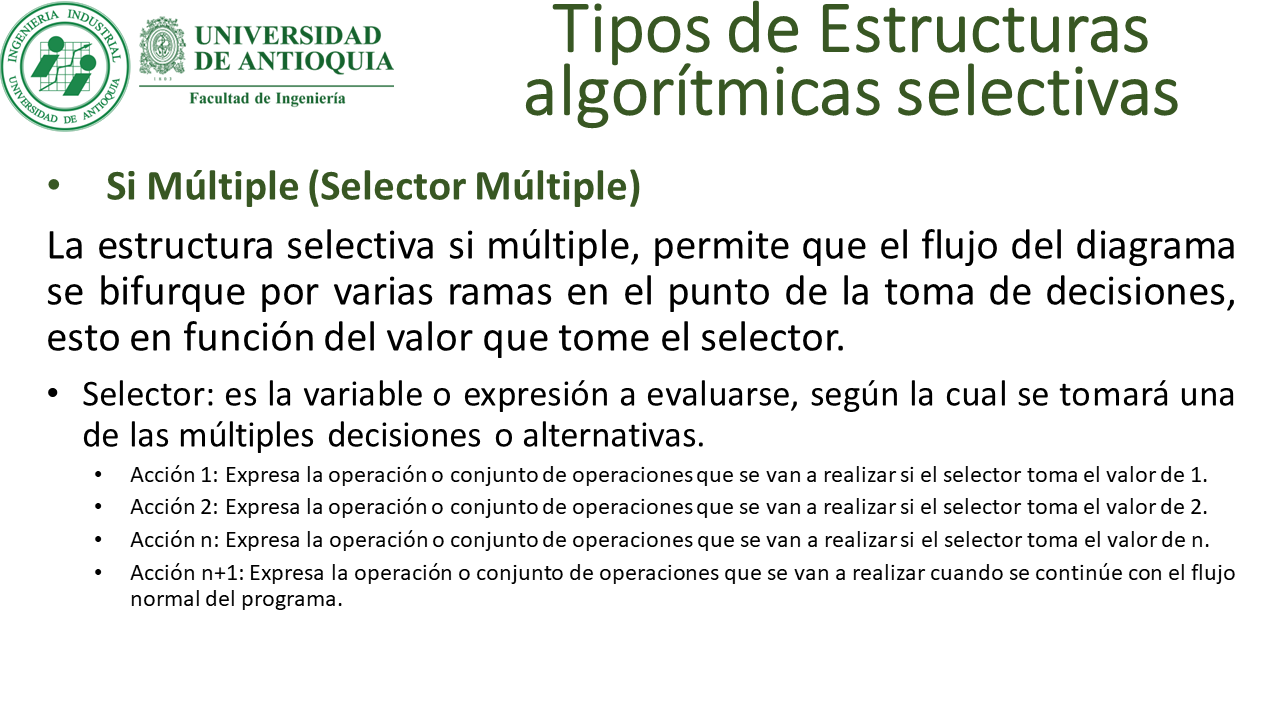 INGENIERIA INDUSTRIAL
UNIVERSIDAD DE ANTIOQUIA
UNIVERSIDAD
DE ANTIOQUIA
1803
Facultad de Ingeniería
Tipos de Estructuras
algorítmicas selectivas
• Si Múltiple (Selector Múltiple)
La estructura selectiva si múltiple, permite que el flujo del diagrama
se bifurque por varias ramas en el punto de la toma de decisiones,
esto en función del valor que tome el selector.
• Selector: es la variable o expresión a evaluarse, según la cual se tomará una
de las múltiples decisiones o alternativas.
• Acción 1: Expresa la operación o conjunto de operaciones que se van a realizar si el selector toma el valor de 1.
• Acción 2: Expresa la operación o conjunto de operaciones que se van a realizar si el selector toma el valor de 2.
• Acción n: Expresa la operación o conjunto de operaciones que se van a realizar si el selector toma el valor de n.
• Acción n+1: Expresa la operación o conjunto de operaciones que se van a realizar cuando se continúe con el flujo
normal del programa.